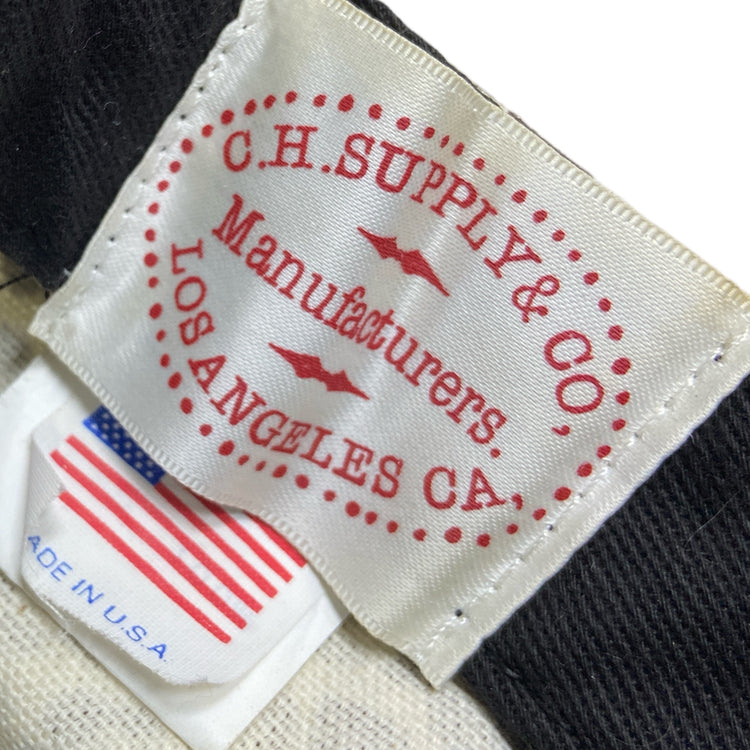 C.H.SUPPLY & CO,
Manufacturers.
LOS ANGELES CA,
ADE IN U.S.A.